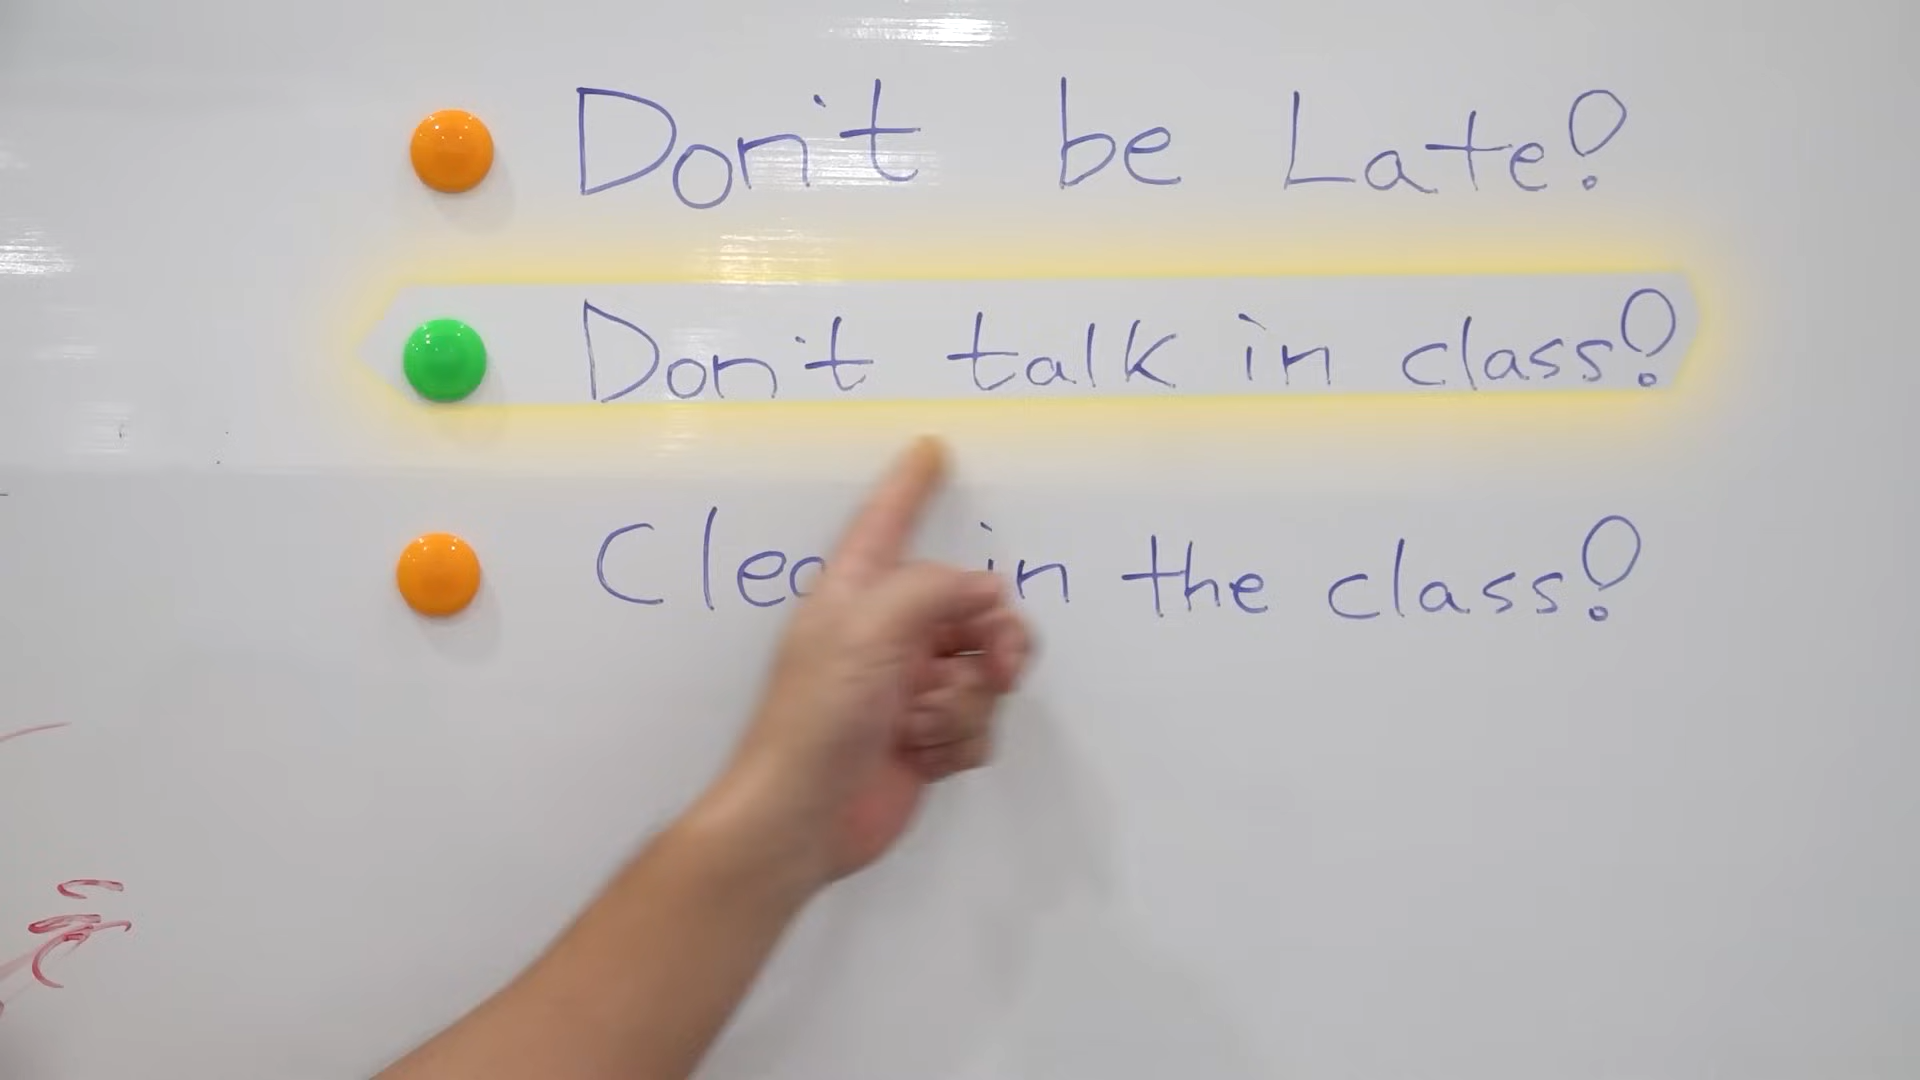 Don't be Late!
Don't talk in class!
in the class!